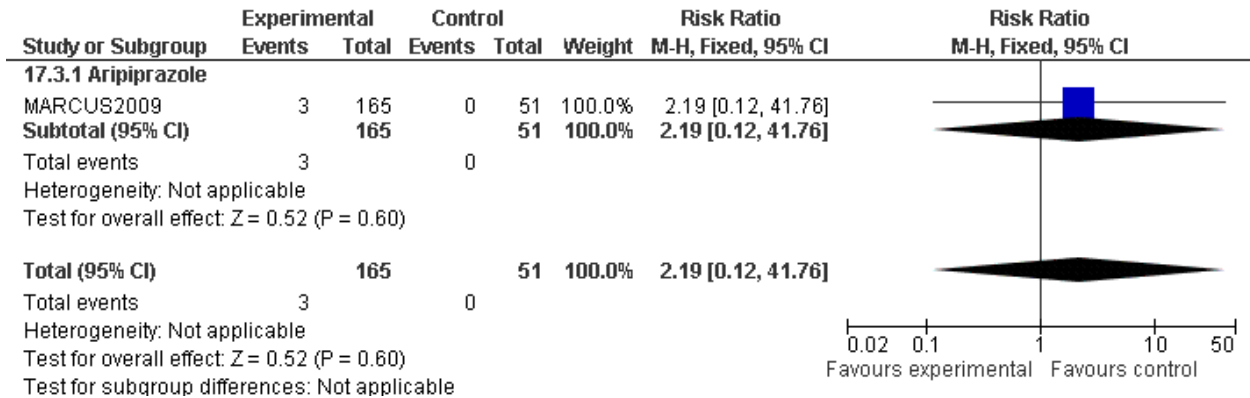 Experimental Control Risk Ratio Risk Ratio
Study or Subgroup Events Total Events Total Weight M-H, Fixed, 95% CI M-H, Fixed, 95% CI
17.3.1 Aripiprazole
MARCUS2009 3 165 0 51 100.0% 2.19 [0.12, 41.76]
Subtotal (95% CI) 165 51 100.0% 2.19 [0.12, 41.76]
Total events 3 0
Heterogeneity: Not applicable
Test for overall effect: Z = 0.52 (P = 0.60)
Total (95% CI) 165 51 100.0% 2.19 [0.12, 41.76]
Total events 3 0
Heterogeneity: Not applicable
Test for overall effect: Z = 0.52 (P = 0.60)
Test for subgroup differences: Not applicable
0.02 0.1 1 10 50
Favours experimental Favours control